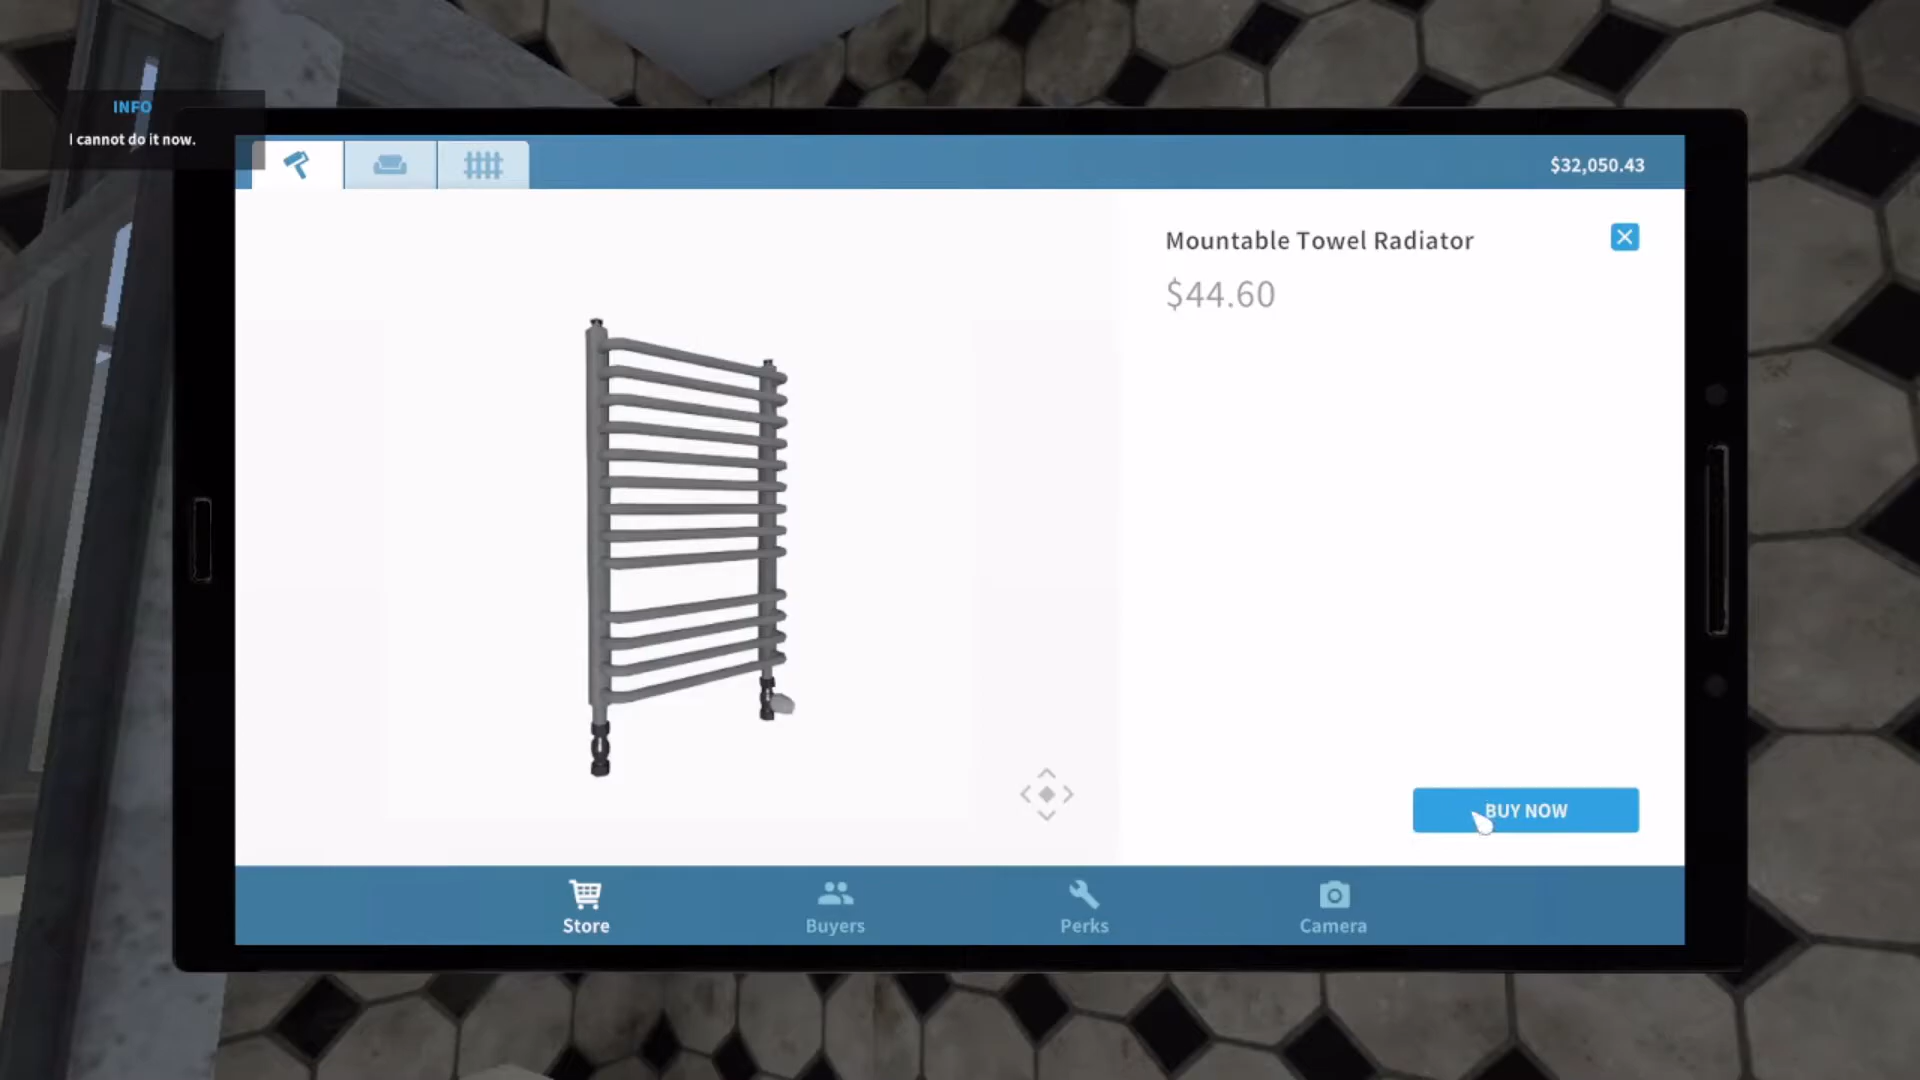 INFO
I cannot do it now.
$32,050.43
Mountable Towel Radiator
$44.60
BUY NOW
Store
Buyers
Perks
Camera